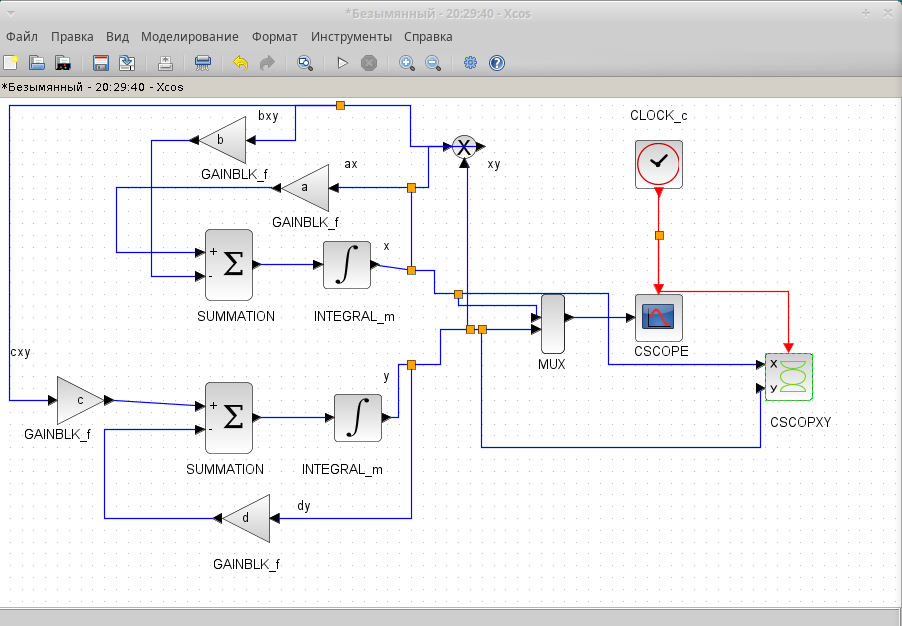 *Безымянный - 20:29:40 - Xcos
Файл Правка Вид Моделирование Формат Инструменты Справка
*Безымянный - 20:29:40 - Xcos
bxy
CLOCK_c
b
X
ax
xy
GAINBLK_f
a
GAINBLK_f
x
+
Σ
-
∫
SUMMATION
INTEGRAL_m
CSCOPE
cxy
MUX
X
y
y
c
+
CSCOPXY
GAINBLK_f
Σ
-
∫
SUMMATION
INTEGRAL_m
dy
d
GAINBLK_f